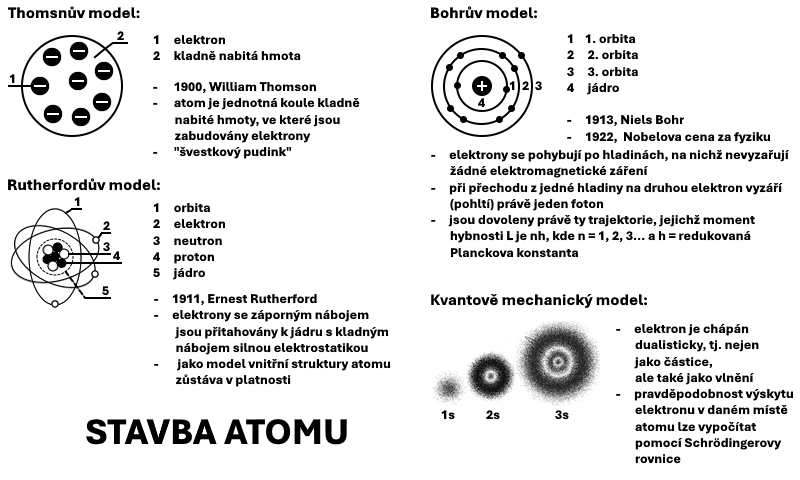 Thomsnův model:
2
1
1 elektron
2 kladně nabitá hmota
- 1900, William Thomson
- atom je jednotná koule kladně
nabité hmoty, ve které jsou
zabudovány elektrony
- "švestkový pudink"
Rutherfordův model:
1
2
3
4
5
1 orbita
2 elektron
3 neutron
4 proton
5 jádro
- 1911, Ernest Rutherford
- elektrony se záporným nábojem
jsou přitahovány k jádru s kladným
nábojem silnou elektrostatikou
- jako model vnitřní struktury atomu
zůstáva v platnosti
STAVBA ATOMU
Bohrův model:
1 2 3
4
1 1. orbita
2 2. orbita
3 3. orbita
4 jádro
- 1913, Niels Bohr
- 1922, Nobelova cena za fyziku
- elektrony se pohybují po hladinách, na nichž nevyzařují
žádné elektromagnetické záření
- při přechodu z jedné hladiny na druhou elektron vyzáří
(pohltí) právě jeden foton
- jsou dovoleny právě ty trajektorie, jejichž moment
hybnosti L je nh, kde n = 1, 2, 3... a h = redukovaná
Planckova konstanta
Kvantově mechanický model:
1s 2s 3s
- elektron je chápán
dualisticky, tj. nejen
jako částice,
ale také jako vlnění
- pravděpodobnost výskytu
elektronu v daném místě
atomu lze vypočítat
pomocí Schrödingerovy
rovnice